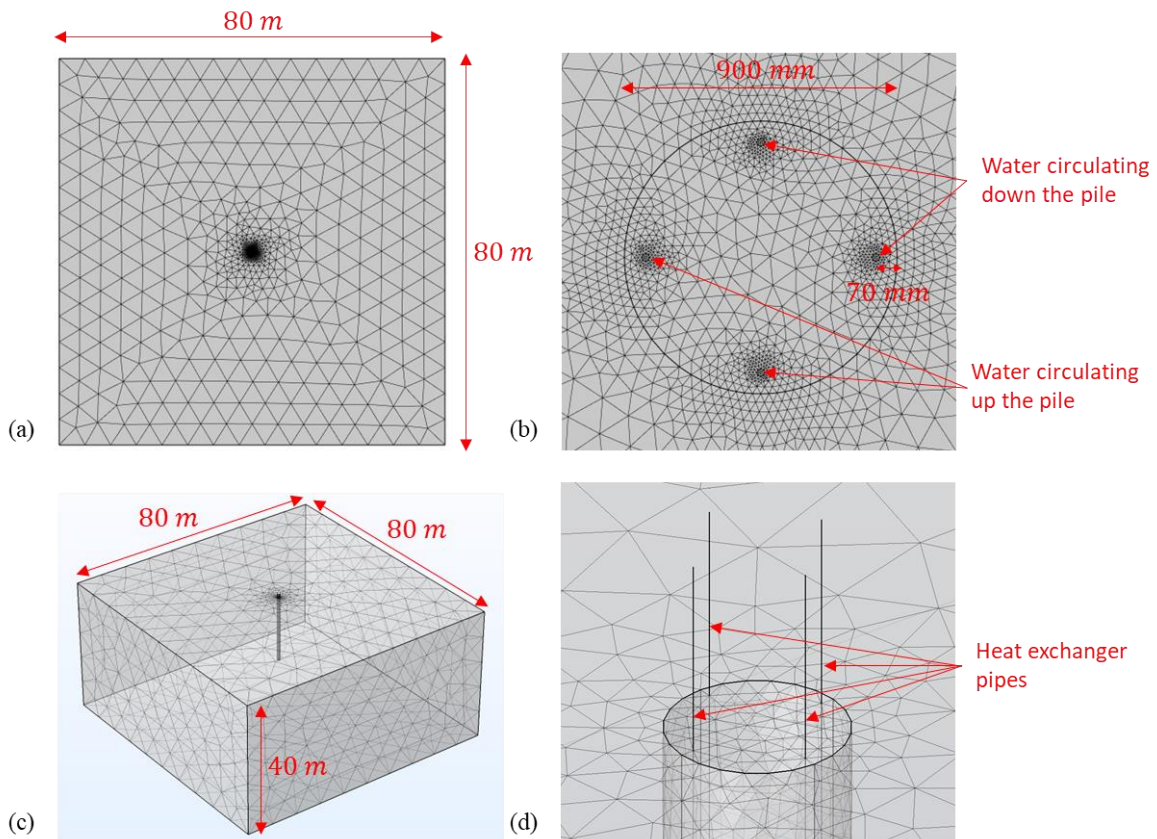 80 m
80 m
(a)
900 mm
70 mm
Water circulating
down the pile
Water circulating
up the pile
(b)
80 m
80 m
40 m
(c)
Heat exchanger
pipes
(d)